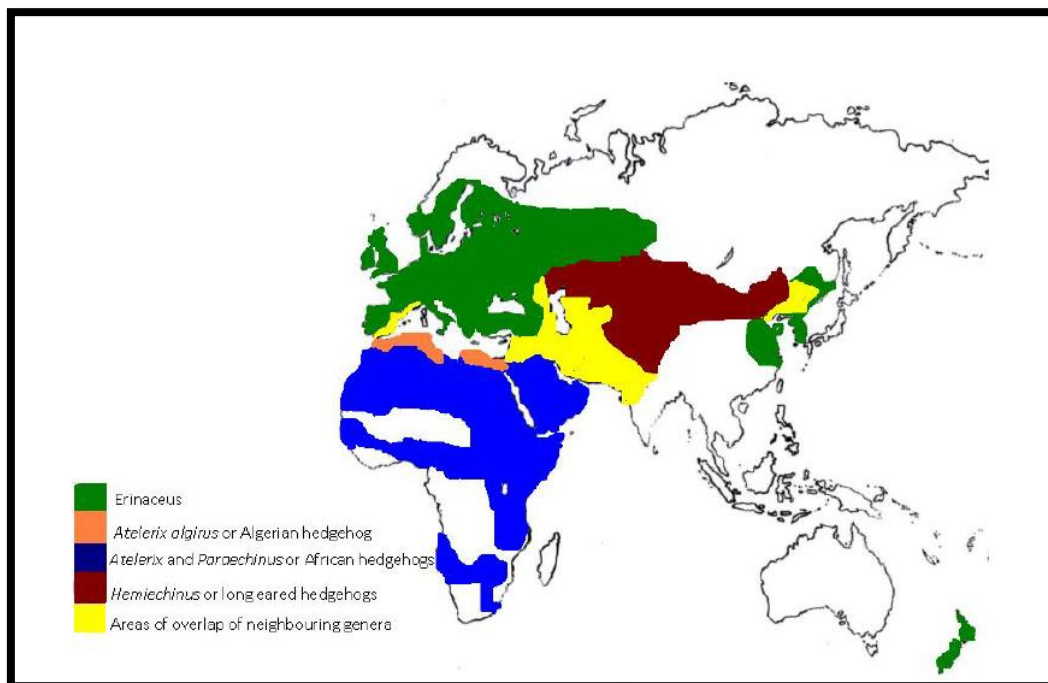 Erinaceus
Atelerix algirus or Algerian hedgehog
Atelerix and Paraechinus or African hedgehogs
Hemiechinus or long eared hedgehogs
Areas of overlap of neighbouring genera